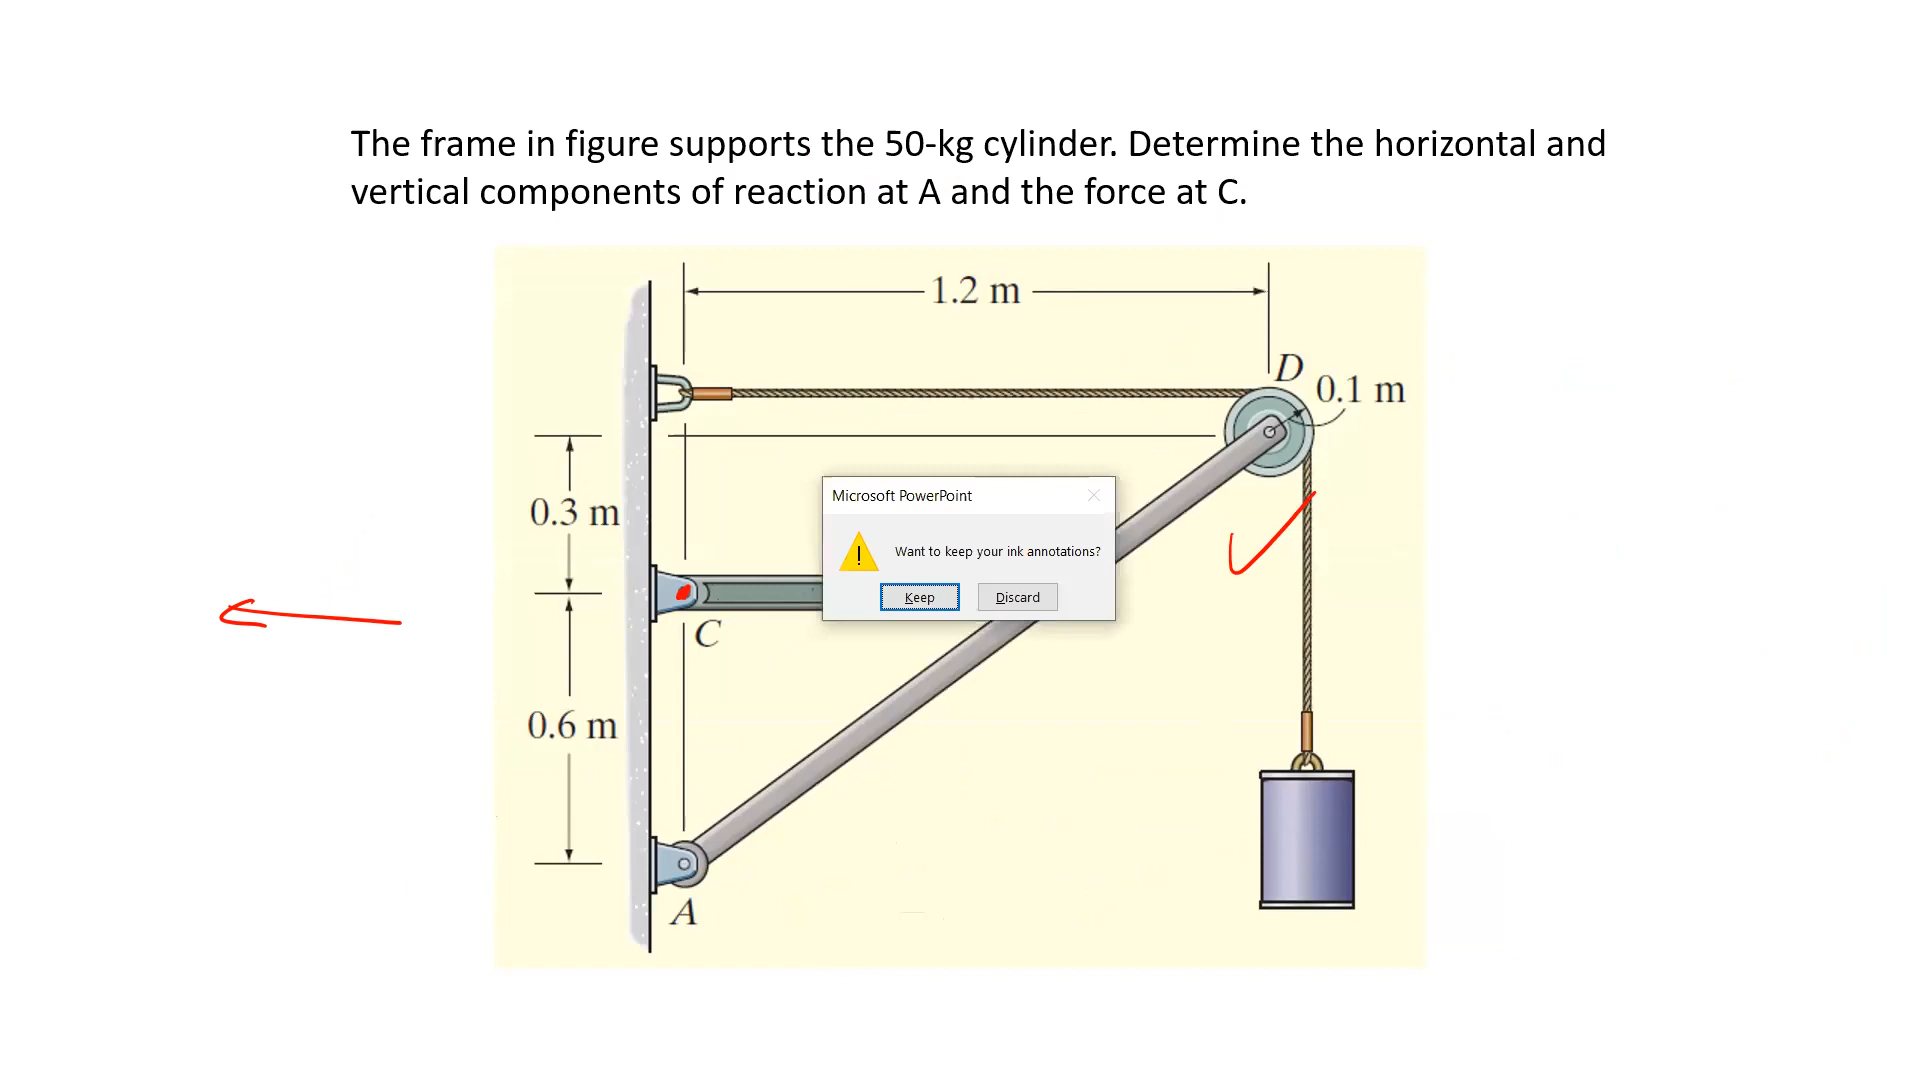 The frame in figure supports the 50-kg cylinder. Determine the horizontal and
vertical components of reaction at A and the force at C.
1.2 m
D
0.1 m
0.3 m
Microsoft PowerPoint
Want to keep your ink annotations?
Keep Discard
C
0.6 m
A